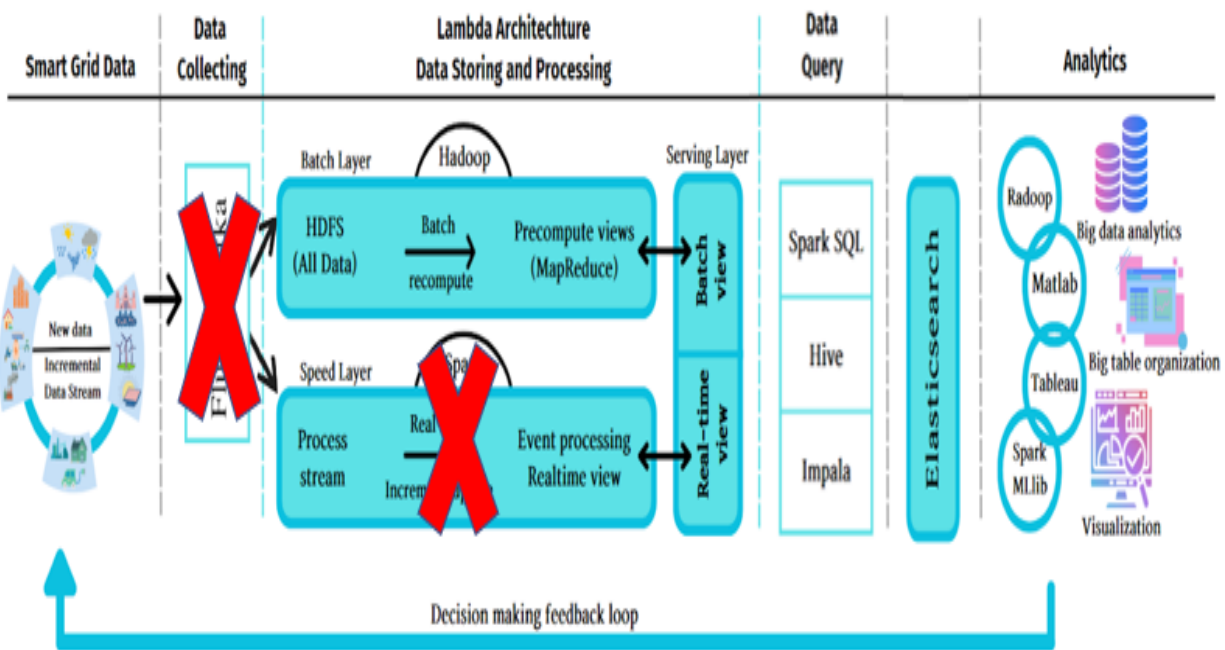 Smart Grid Data
Data
Collecting
Lambda Architechture
Data Storing and Processing
Data
Query
Analytics
New data
Incremental
Data Stream
Batch Layer
Hadoop
HDFS
(All Data)
Batch
recompute
Precompute views
(MapReduce)
Speed Layer
Process
stream
Real
Event processing
Realtime view
Serving Layer
Batch
view
Real-time
view
Spark SQL
Hive
Impala
Elasticsearch
Radoop
Matlab
Tableau
Spark
MLlib
Big data analytics
Big table organization
Visualization
Decision making feedback loop